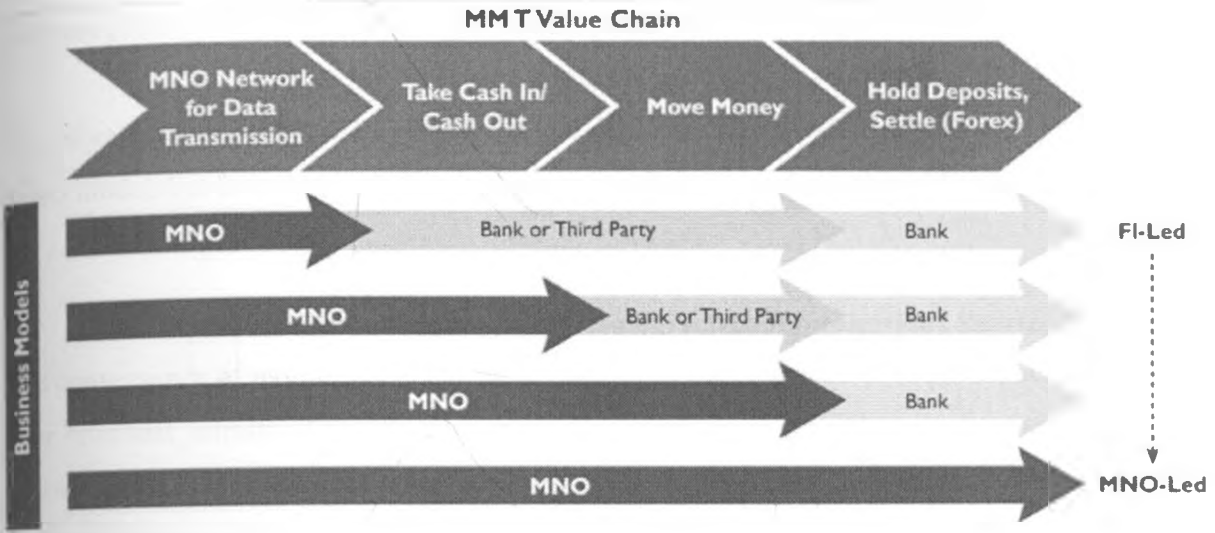 MMT Value Chain
MNO Network
for Data
Transmission
Take Cash In/
Cash Out
Move Money
Hold Deposits,
Settle (Forex)
Business Models
MNO
Bank or Third Party
Bank
FI-Led
MNO
Bank or Third Party
Bank
MNO
Bank
MNO
MNO-Led